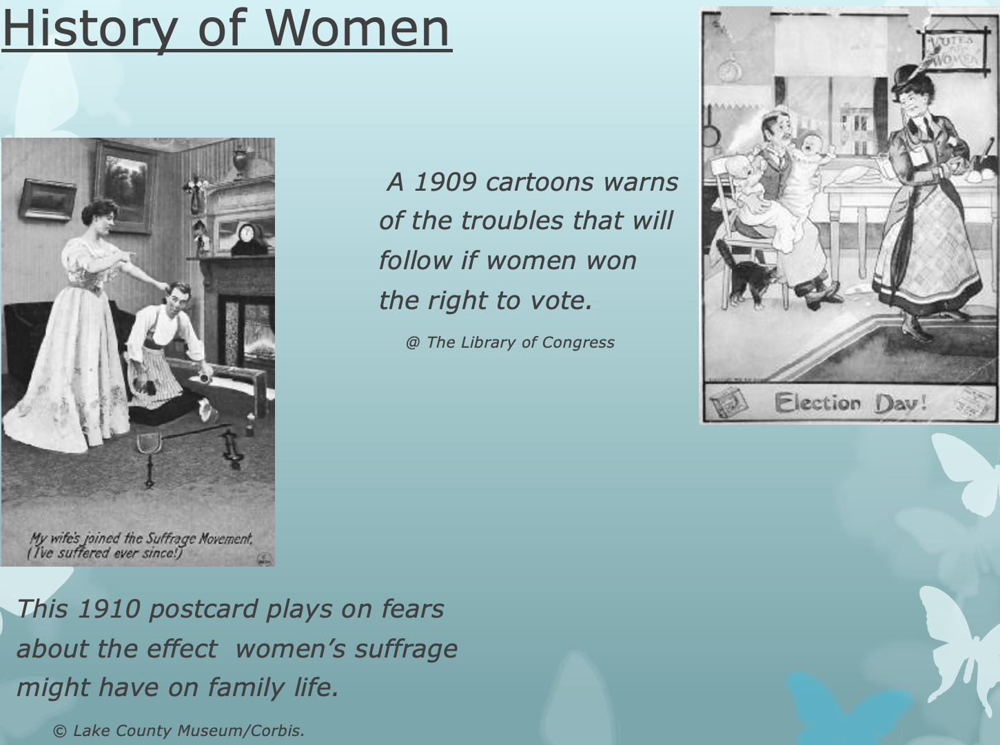 History of Women
VOTES
WOMEN
A 1909 cartoons warns
of the troubles that will
follow if women won
the right to vote.
@ The Library of Congress
Election Day!
My wife's joined the Suffrage Movement,
(I've suffered ever since!)
This 1910 postcard plays on fears
about the effect  women’s suffrage
might have on family life.
© Lake County Museum/Corbis.